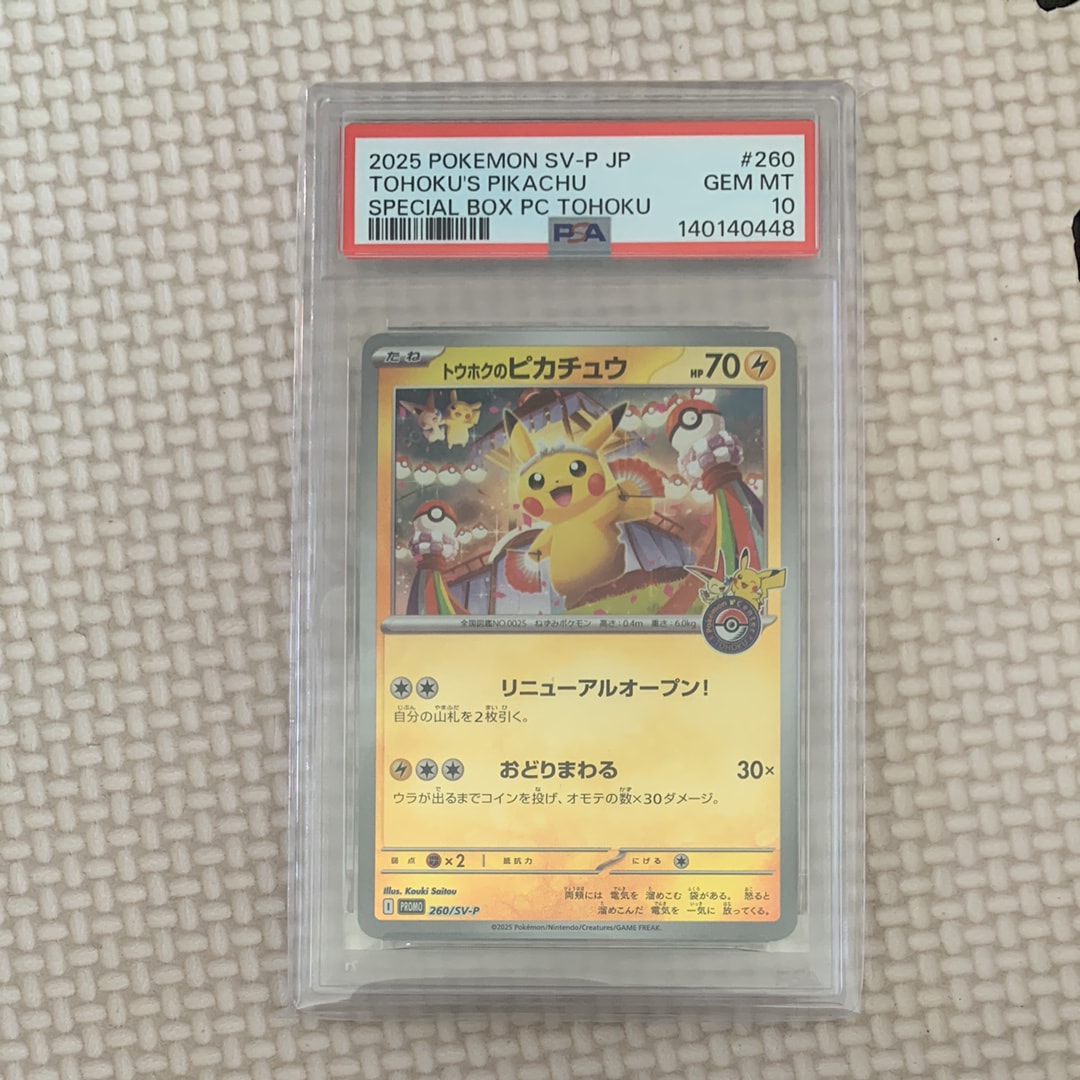 2025 POKEMON SV-P JP #260
TOHOKU'S PIKACHU GEM MT
SPECIAL BOX PC TOHOKU 10
PSA 140140448
たね トウホクのピカチュウ HP70
全国図鑑NO.0025 ねずみポケモン 高さ:0.4m 重さ:6.0kg
Pokémon Center
TOHOKU
リニューアルオープン!
自分の山札を2枚引く。
おどりまわる 30×
ウラが出るまでコインを投げ、オモテの数×30ダメージ。
弱点 ×2 抵抗力 にげる
Illus. Kouki Saitou
両頬には 電気を 溜めこむ 袋がある。 怒ると
溜めこんだ 電気を 一気に 放ってくる。
I PROMO 260/SV-P
©2025 Pokémon/Nintendo/Creatures/GAME FREAK.